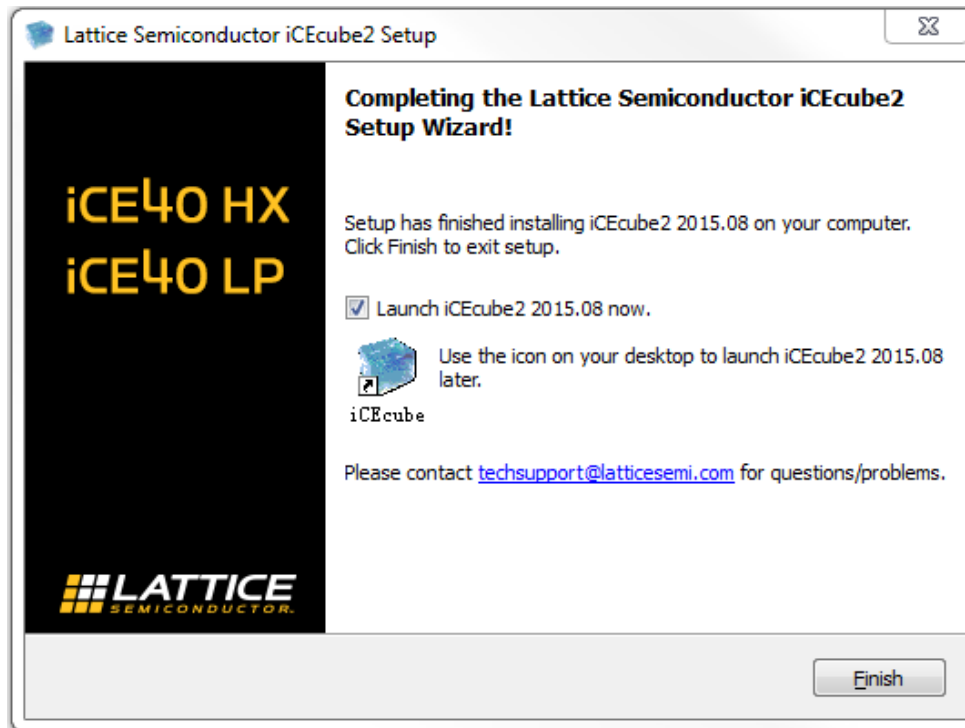 Lattice Semiconductor iCEcube2 Setup
iCE40 HX
iCE40 LP
LATTICE
SEMICONDUCTOR.
Completing the Lattice Semiconductor iCEcube2
Setup Wizard!
Setup has finished installing iCEcube2 2015.08 on your computer.
Click Finish to exit setup.
Launch iCEcube2 2015.08 now.
Use the icon on your desktop to launch iCEcube2 2015.08
later.
iCEcube
Please contact techsupport@latticesemi.com for questions/problems.
Finish